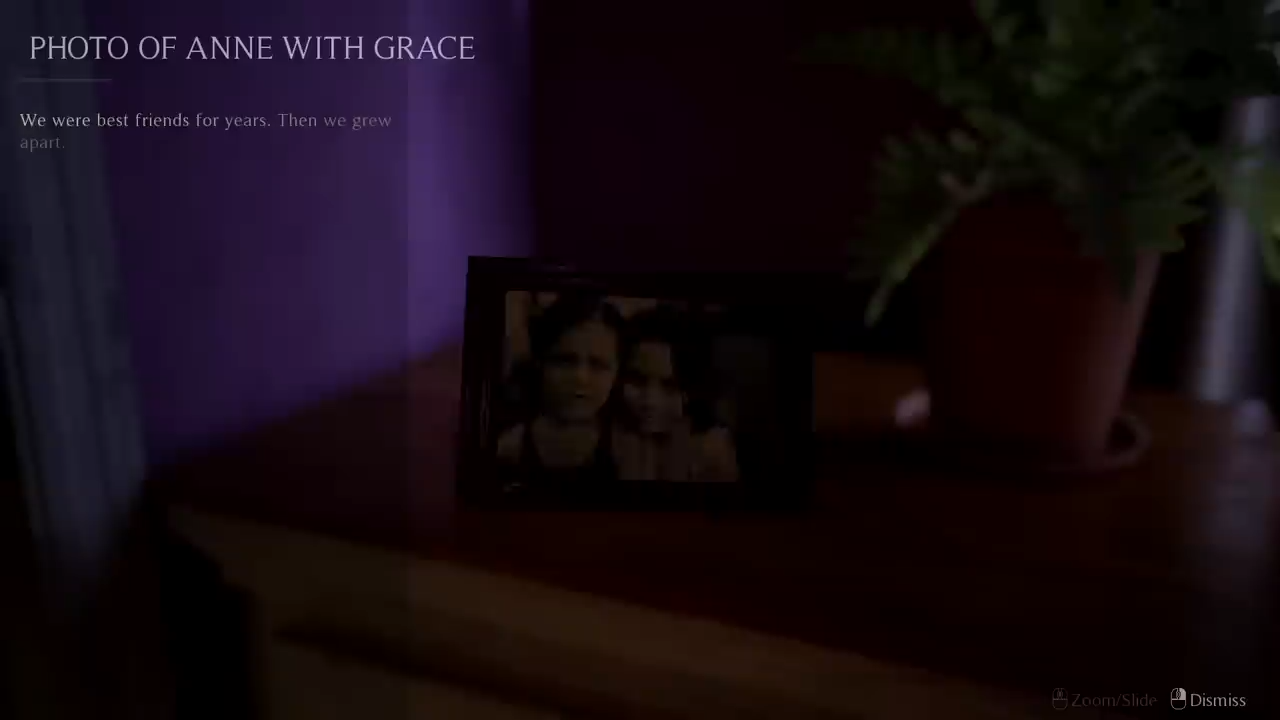 PHOTO OF ANNE WITH GRACE
We were best friends for years. Then we grew
apart.
Zoom/Slide Dismiss